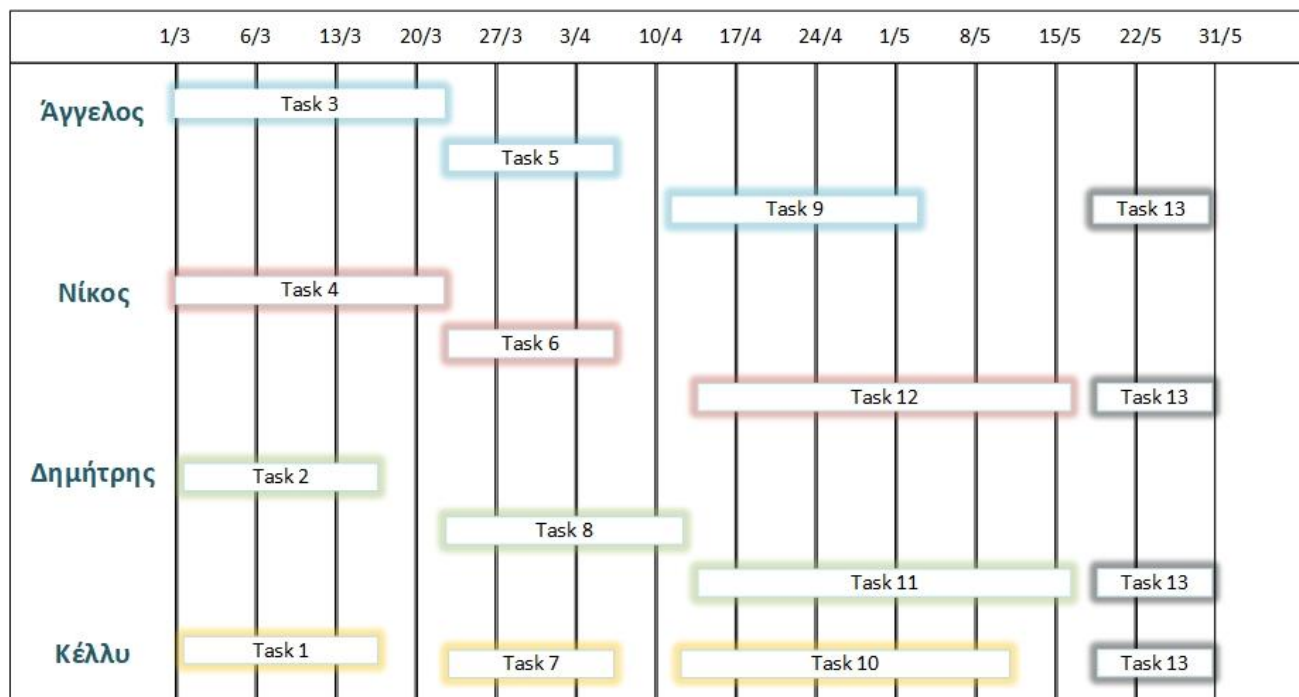 1/3 6/3 13/3 20/3 27/3 3/4 10/4 17/4 24/4 1/5 8/5 15/5 22/5 31/5
Άγγελος Task 3
Task 5
Task 9 Task 13
Νίκος Task 4
Task 6
Task 12 Task 13
Δημήτρης Task 2
Task 8
Task 11 Task 13
Κέλλυ Task 1 Task 7 Task 10 Task 13